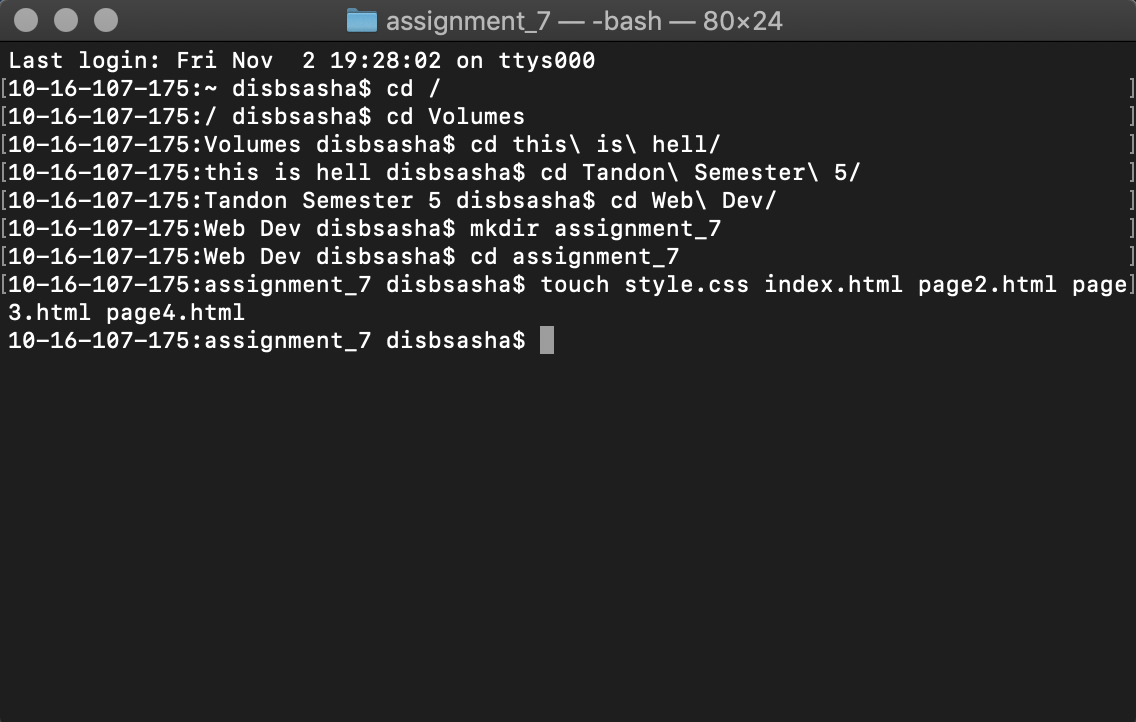 assignment_7 — -bash — 80×24
Last login: Fri Nov  2 19:28:02 on ttys000
[10-16-107-175:~ disbsasha$ cd / ]
[10-16-107-175:/ disbsasha$ cd Volumes ]
[10-16-107-175:Volumes disbsasha$ cd this\ is\ hell/ ]
[10-16-107-175:this is hell disbsasha$ cd Tandon\ Semester\ 5/ ]
[10-16-107-175:Tandon Semester 5 disbsasha$ cd Web\ Dev/ ]
[10-16-107-175:Web Dev disbsasha$ mkdir assignment_7 ]
[10-16-107-175:Web Dev disbsasha$ cd assignment_7 ]
[10-16-107-175:assignment_7 disbsasha$ touch style.css index.html page2.html page]
3.html page4.html
10-16-107-175:assignment_7 disbsasha$